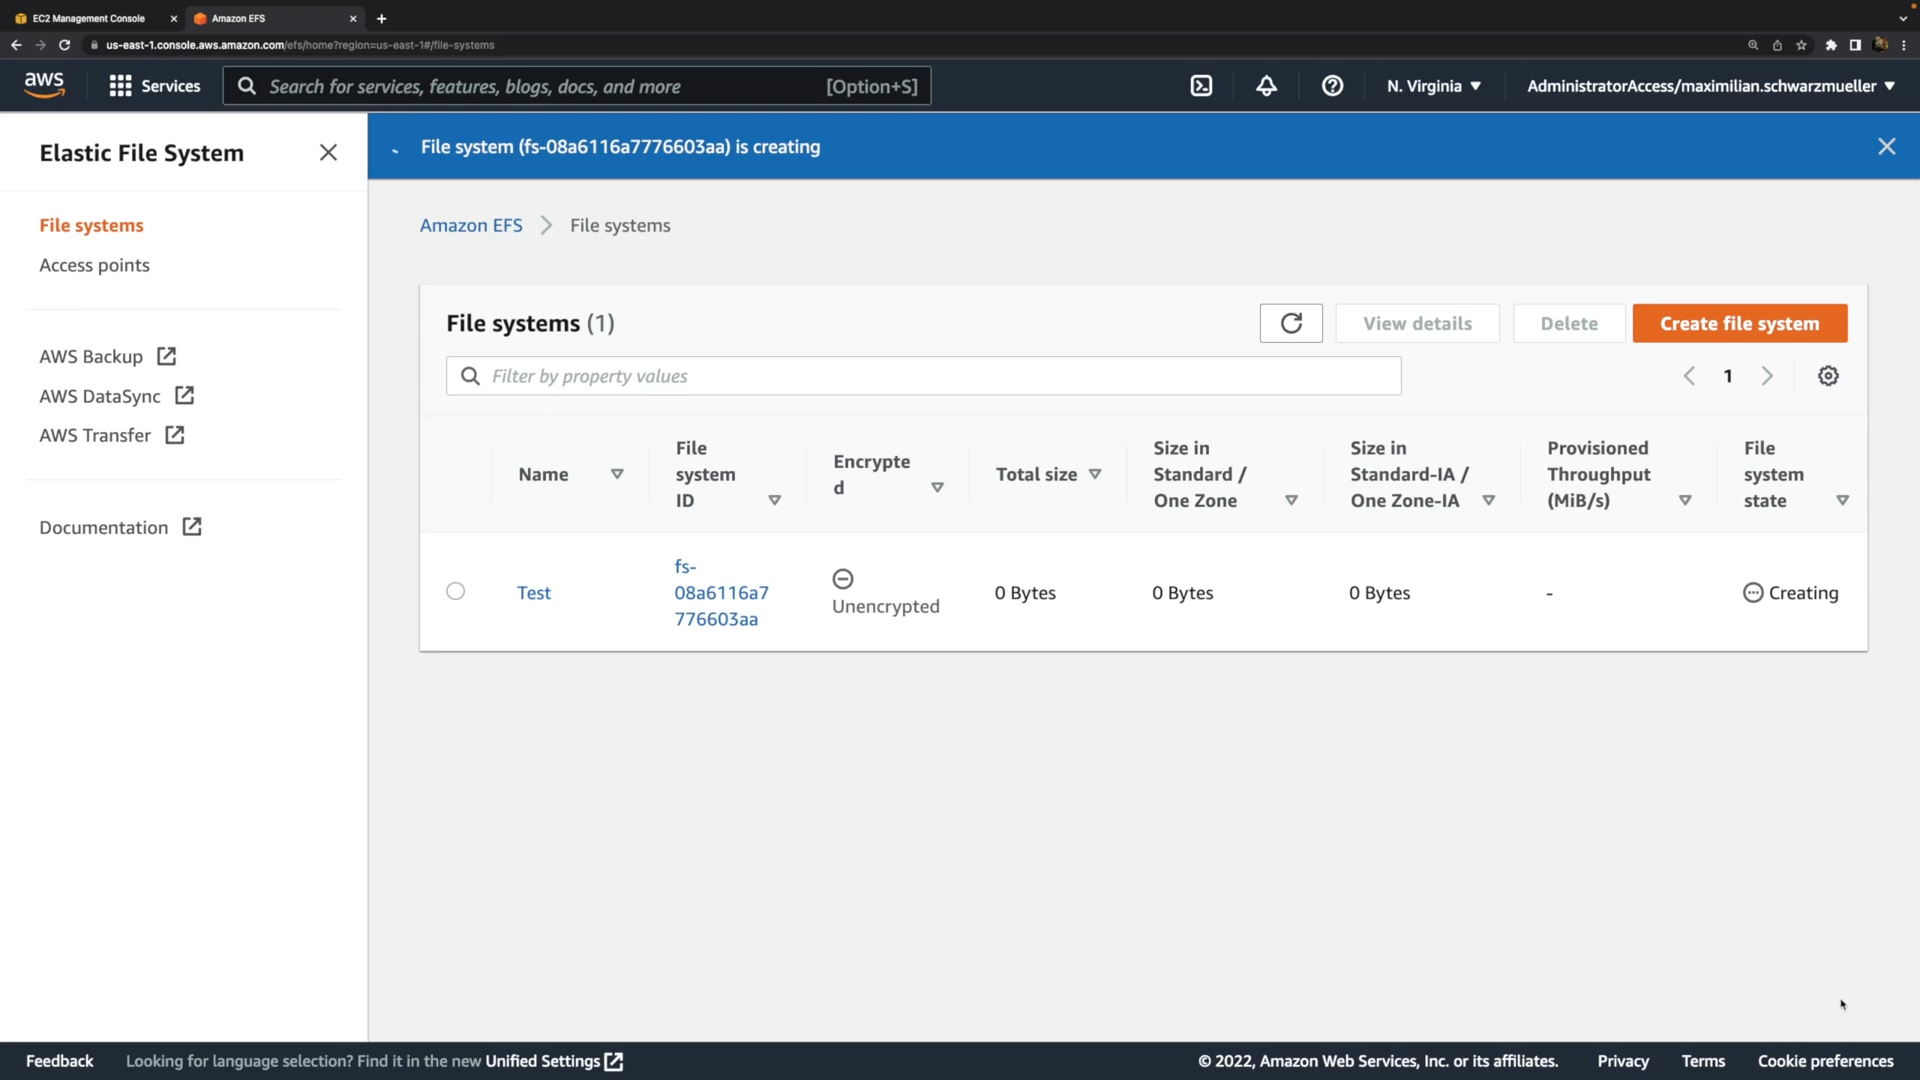 EC2 Management Console
Amazon EFS
us-east-1.console.aws.amazon.com/efs/home?region=us-east-1#/file-systems
aws
Services
Search for services, features, blogs, docs, and more
[Option+S]
N. Virginia
AdministratorAccess/maximilian.schwarzmueller
Elastic File System
File systems
Access points
AWS Backup
AWS DataSync
AWS Transfer
Documentation
File system (fs-08a6116a7776603aa) is creating
Amazon EFS
File systems
File systems (1)
View details
Delete
Create file system
Filter by property values
1
Name
File
system
ID
Encrypte
d
Total size
Size in
Standard /
One Zone
Size in
Standard-IA /
One Zone-IA
Provisioned
Throughput
(MiB/s)
File
system
state
Test
fs-
08a6116a7
776603aa
Unencrypted
0 Bytes
0 Bytes
0 Bytes
-
Creating
Feedback
Looking for language selection? Find it in the new Unified Settings
© 2022, Amazon Web Services, Inc. or its affiliates.
Privacy
Terms
Cookie preferences